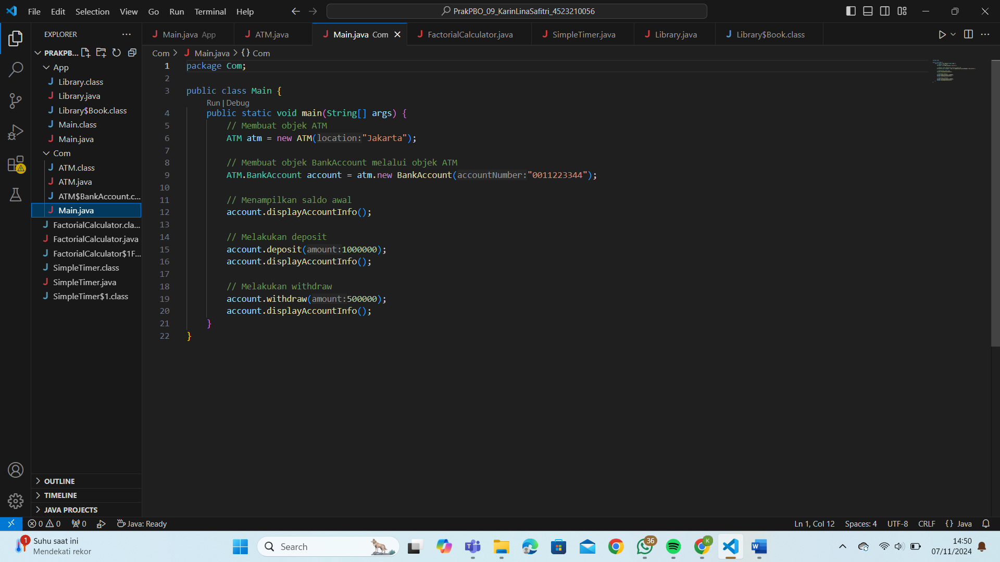 File Edit Selection View Go Run Terminal Help
PrakPBO_09_KarinLinaSafitri_4523210056
EXPLORER
Main.java App
ATM.java
Main.java Com
FactorialCalculator.java
SimpleTimer.java
Library.java
Library$Book.class
PRAKPB...
App
Library.class
Library.java
Library$Book.class
Main.class
Main.java
Com
ATM.class
ATM.java
ATM$BankAccount.c...
Main.java
FactorialCalculator.cla...
FactorialCalculator.java
FactorialCalculator$1F...
SimpleTimer.class
SimpleTimer.java
SimpleTimer$1.class
OUTLINE
TIMELINE
JAVA PROJECTS
Com > Main.java > {} Com
1 package Com;
2
3 public class Main {
Run | Debug
4 public static void main(String[] args) {
5 // Membuat objek ATM
6 ATM atm = new ATM(location:"Jakarta");
7
8 // Membuat objek BankAccount melalui objek ATM
9 ATM.BankAccount account = atm.new BankAccount(accountNumber:"0011223344");
10
11 // Menampilkan saldo awal
12 account.displayAccountInfo();
13
14 // Melakukan deposit
15 account.deposit(amount:1000000);
16 account.displayAccountInfo();
17
18 // Melakukan withdraw
19 account.withdraw(amount:500000);
20 account.displayAccountInfo();
21 }
22 }
0 0 0 Java: Ready
Ln 1, Col 12 Spaces: 4 UTF-8 CRLF {} Java
1
Suhu saat ini
Mendekati rekor
Search
36
K
14:50
07/11/2024